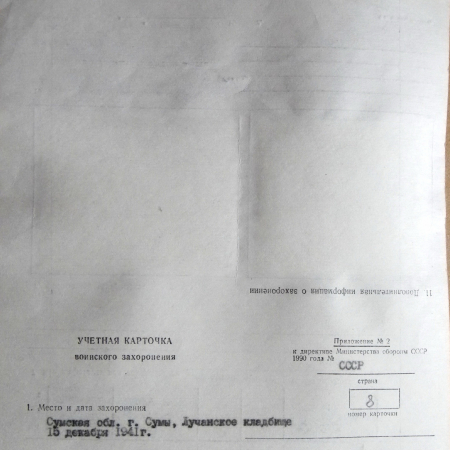 11. Дополнительная информация о захоронении
УЧЕТНАЯ КАРТОЧКА
воинского захоронения
Приложение № 2
к директиве Министерства обороны СССР
1990 года №
СССР
страна
8
номер карточки
1. Место и дата захоронения
Сумская обл. г. Сумы, Лучанское кладбище
15 декабря 1941г.